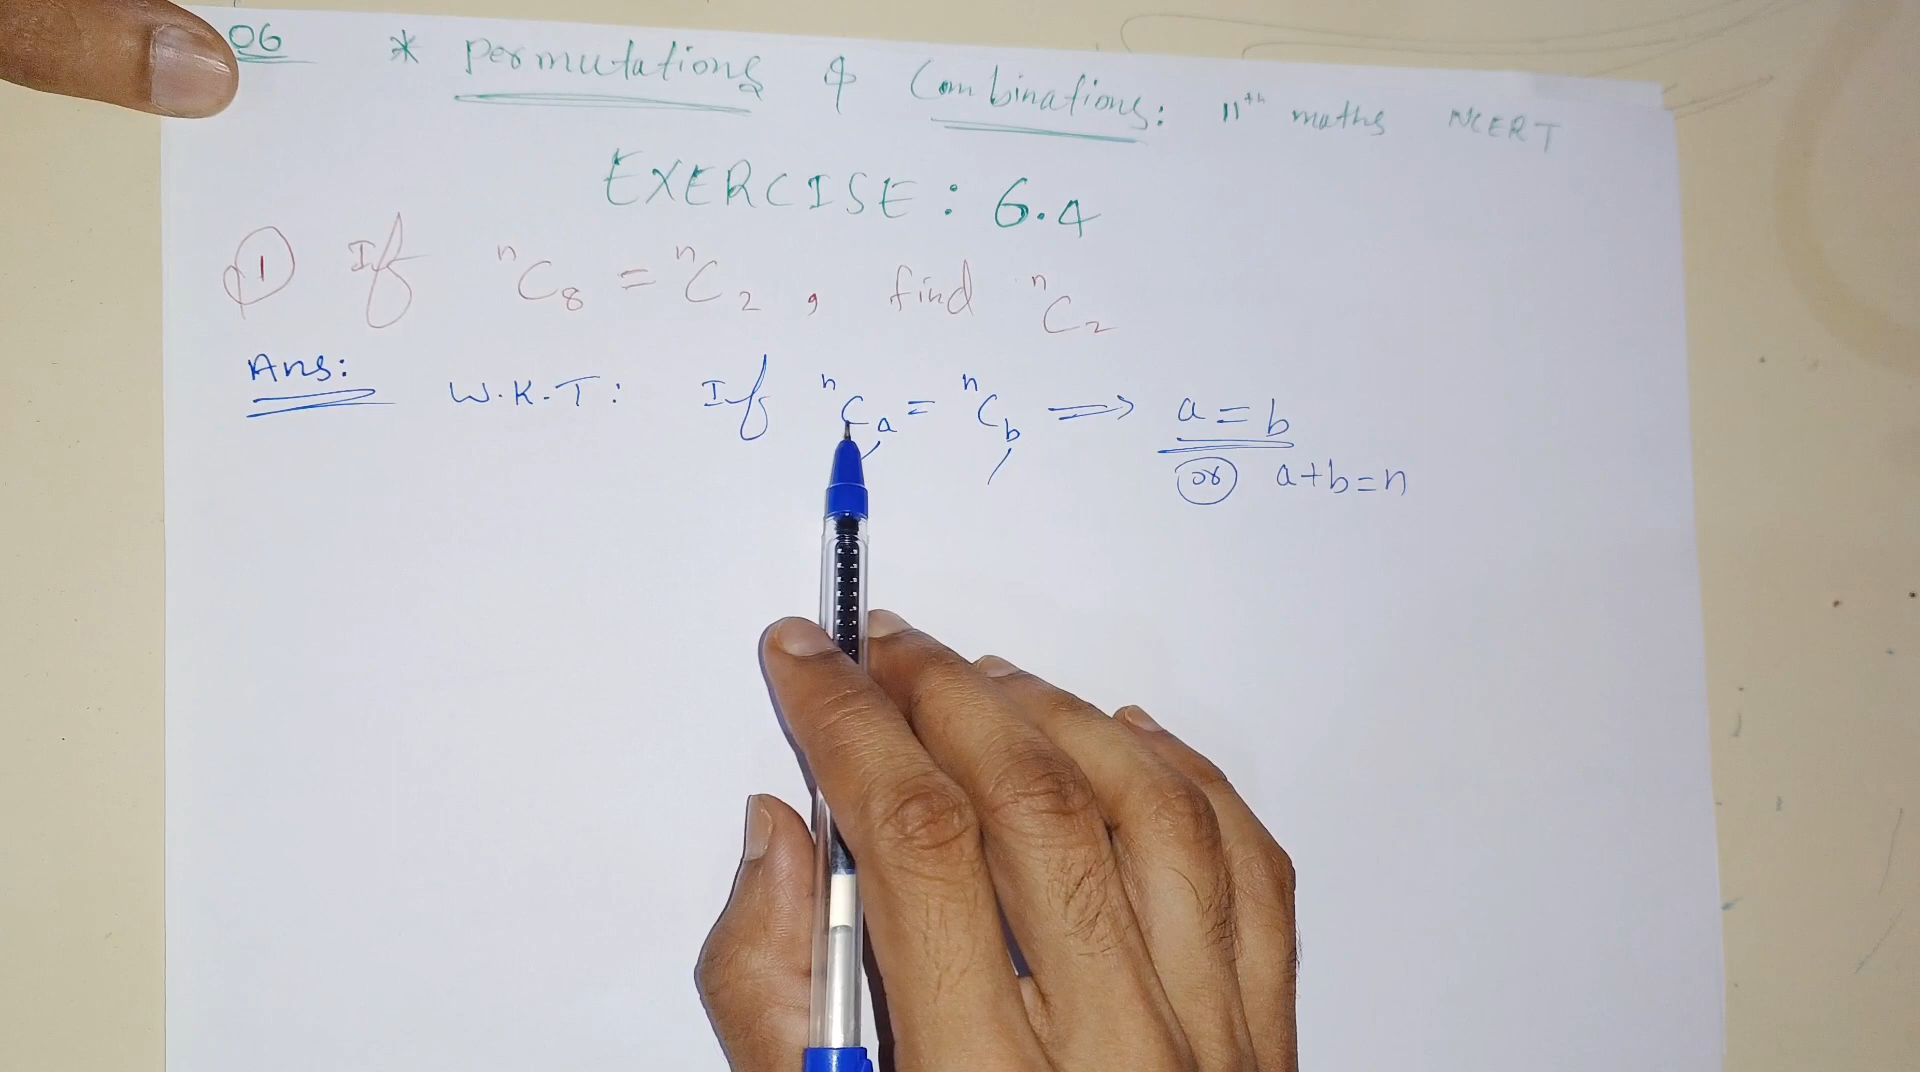 06 * Permutations & Combinations: 11th maths NCERT
EXERCISE: 6.4
1 If ⁿC₈ = ⁿC₂, find ⁿC₂
Ans: W.K.T: If ⁿCₐ = ⁿC_b ⟹ a = b
or a+b=n